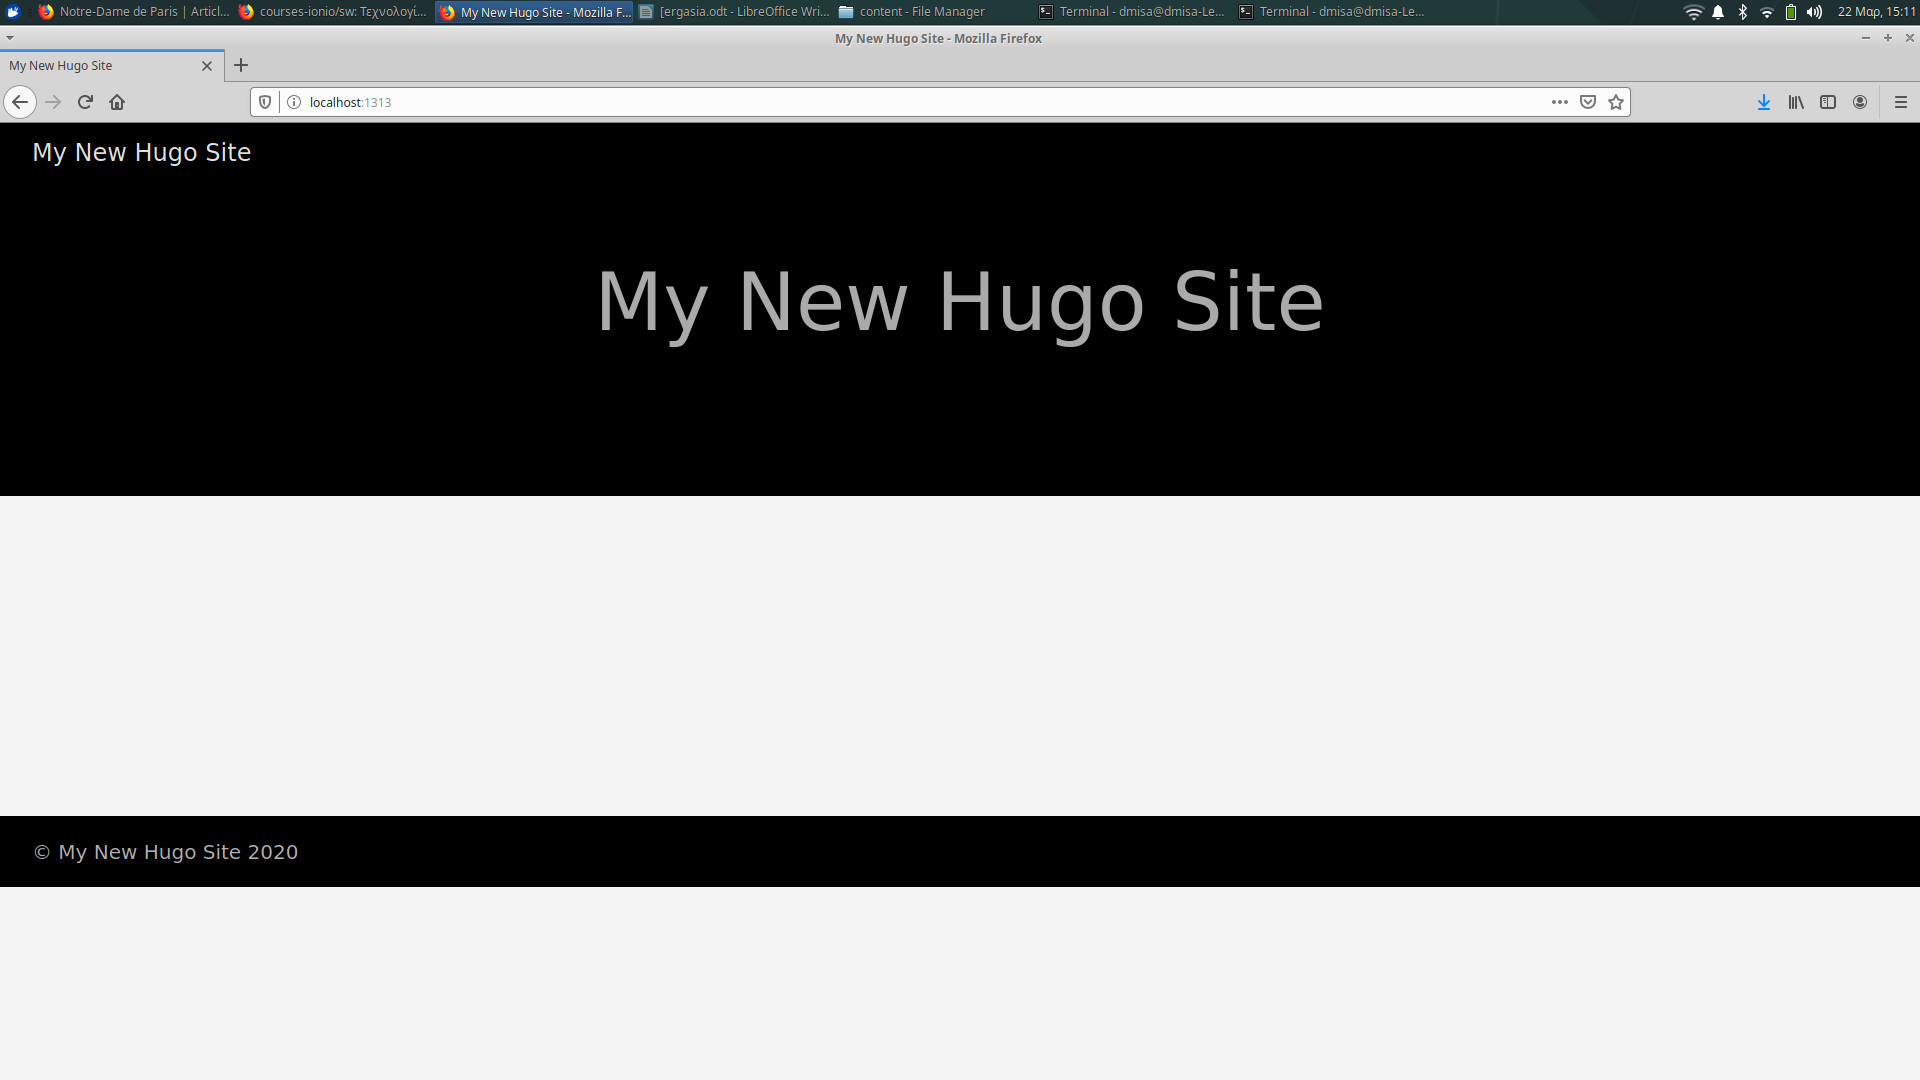 Notre-Dame de Paris | Articl...
courses-ionio/sw: Τεχνολογί...
My New Hugo Site - Mozilla F...
[ergasia.odt - LibreOffice Wri...
content - File Manager
Terminal - dmisa@dmisa-Le...
Terminal - dmisa@dmisa-Le...
22 Μαρ, 15:11
My New Hugo Site - Mozilla Firefox
My New Hugo Site
localhost:1313
My New Hugo Site
My New Hugo Site
© My New Hugo Site 2020